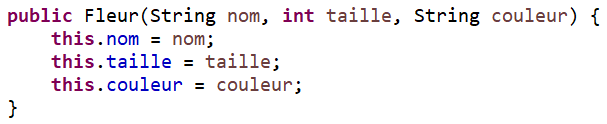 public Fleur(String nom, int taille, String couleur) {
    this.nom = nom;
    this.taille = taille;
    this.couleur = couleur;
}